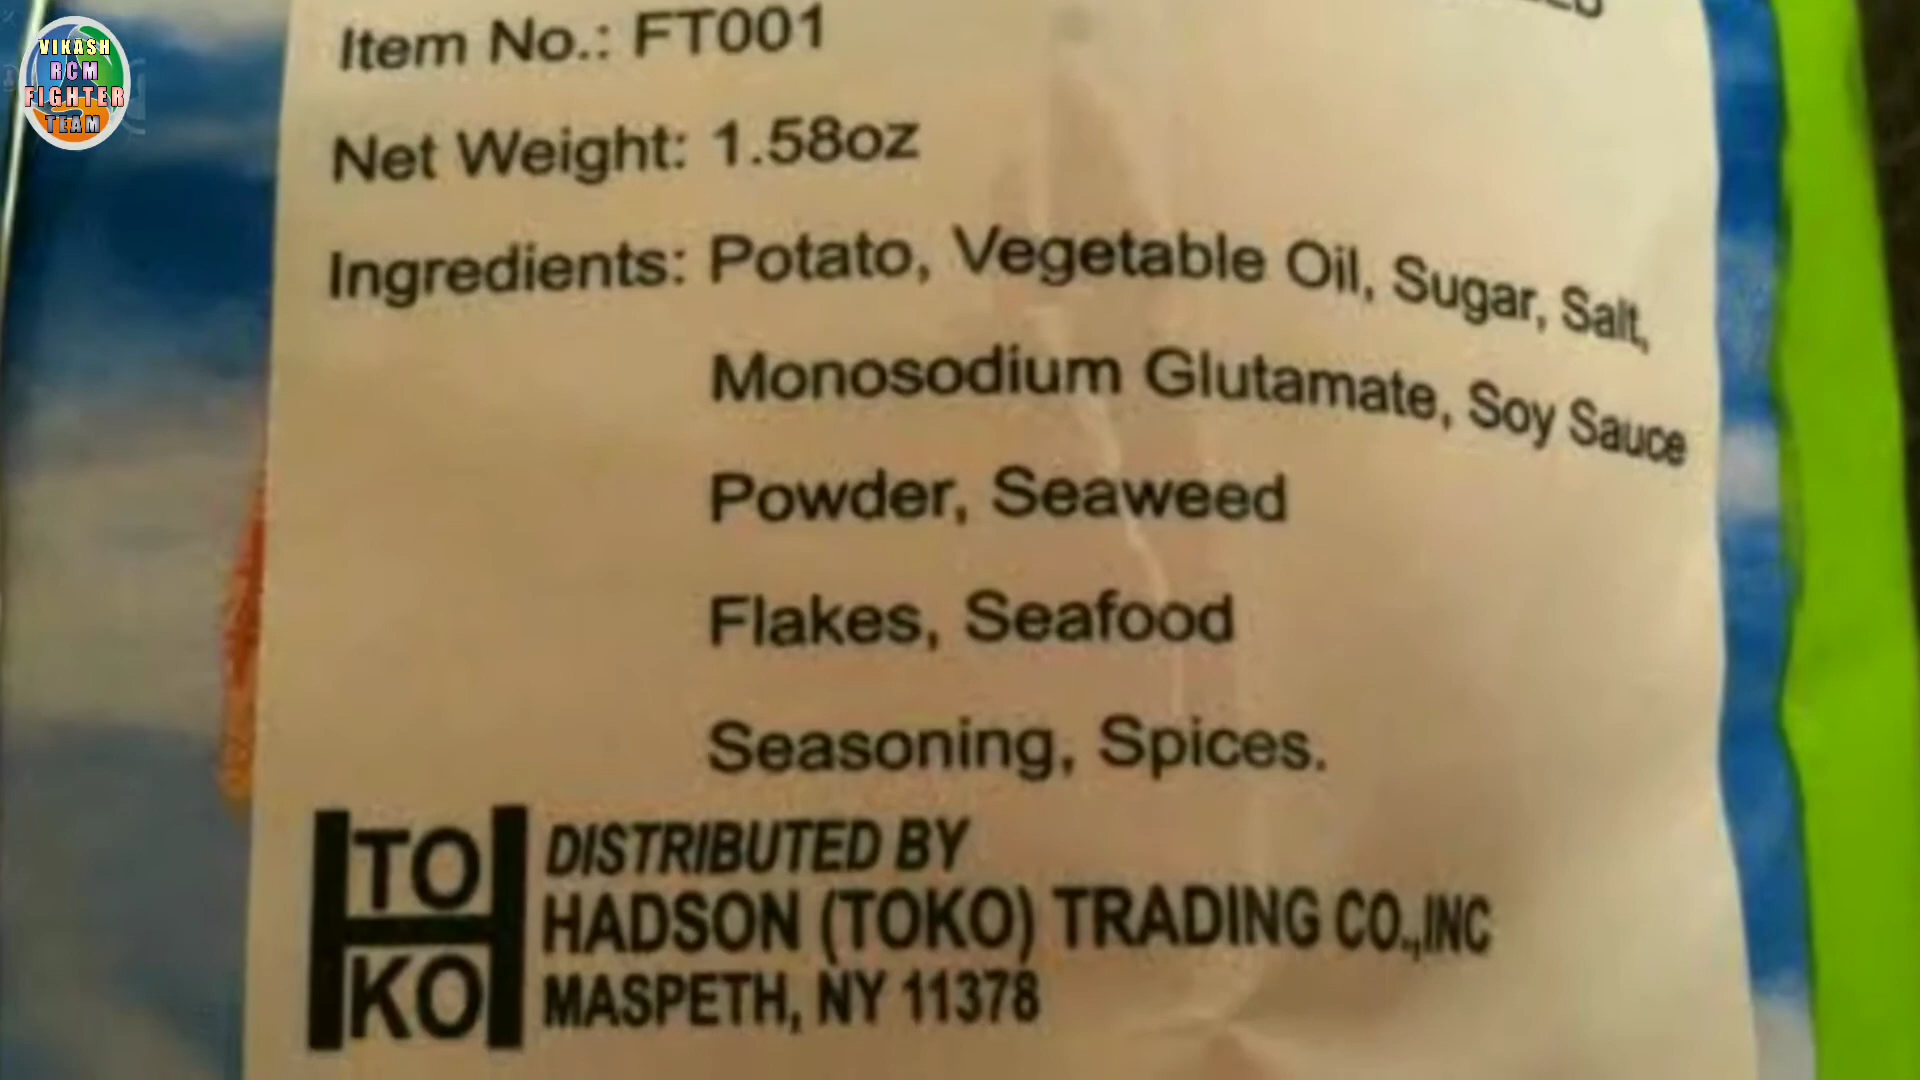 VIKASH
RCM
FIGHTER
TEAM
Item No.: FT001
Net Weight: 1.58oz
Ingredients: Potato, Vegetable Oil, Sugar, Salt,
Monosodium Glutamate, Soy Sauce
Powder, Seaweed
Flakes, Seafood
Seasoning, Spices.
TO
KO
DISTRIBUTED BY
HADSON (TOKO) TRADING CO.,INC
MASPETH, NY 11378